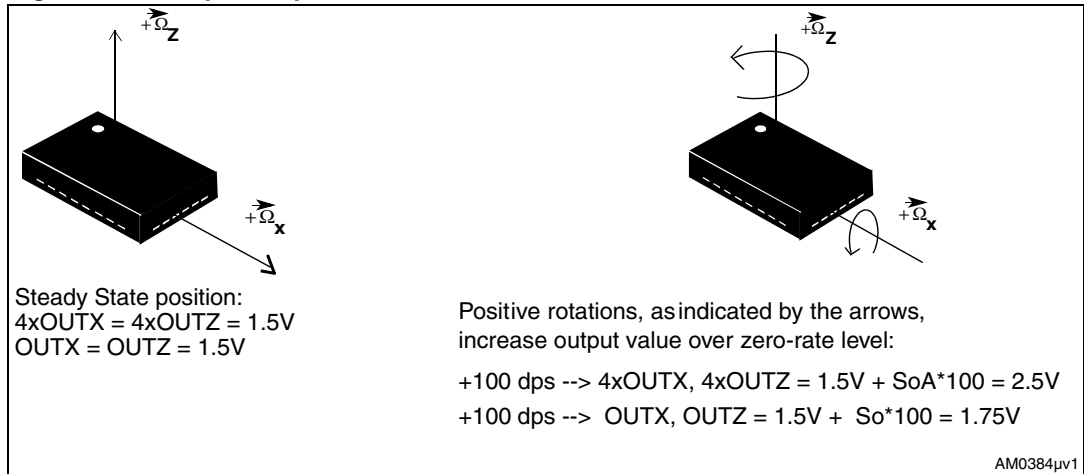 +Ω Z
+Ω x
Steady State position:
4xOUTX = 4xOUTZ = 1.5V
OUTX = OUTZ = 1.5V
+Ω Z
+Ω x
Positive rotations, as indicated by the arrows,
increase output value over zero-rate level:
+100 dps --> 4xOUTX, 4xOUTZ = 1.5V + SoA*100 = 2.5V
+100 dps --> OUTX, OUTZ = 1.5V + So*100 = 1.75V
AM0384µv1